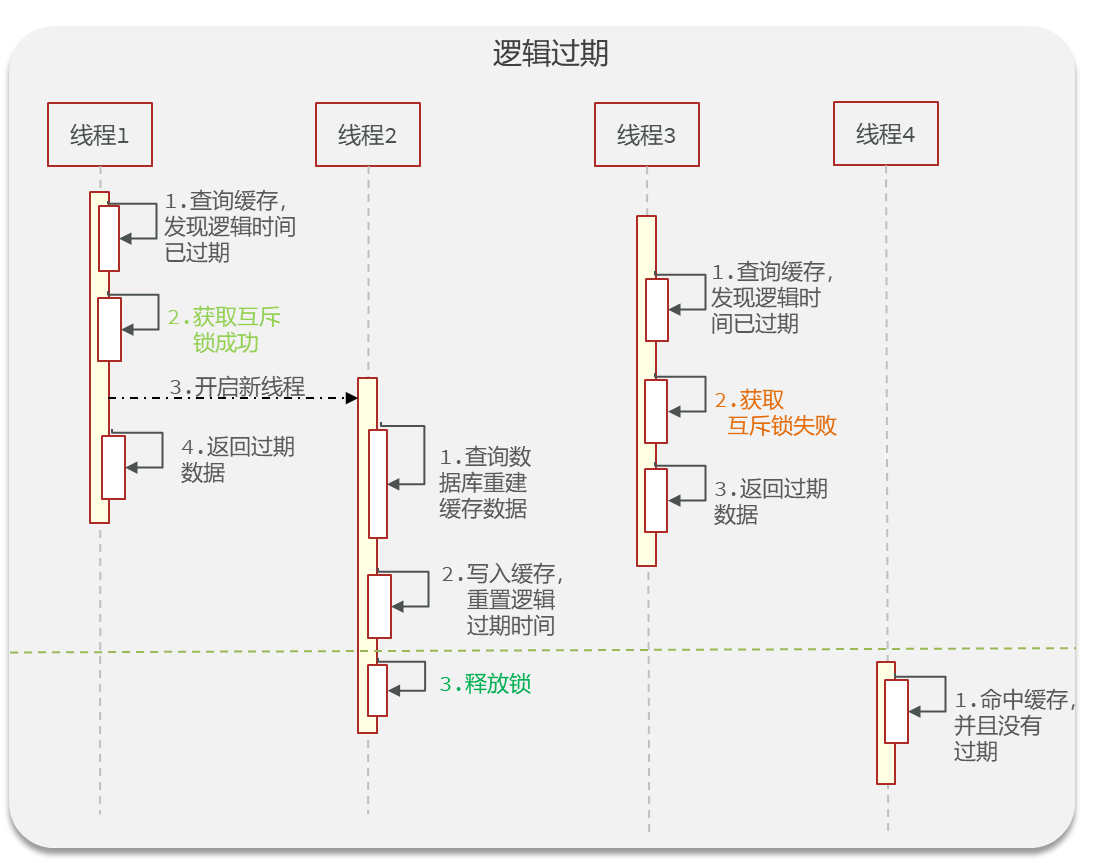 逻辑过期
线程1
线程2
线程3
线程4
1.查询缓存,
发现逻辑时间
已过期
2.获取互斥
锁成功
3.开启新线程
4.返回过期
数据
1.查询数
据库重建
缓存数据
2.写入缓存,
重置逻辑
过期时间
3.释放锁
1.查询缓存,
发现逻辑时
间已过期
2.获取
互斥锁失败
3.返回过期
数据
1.命中缓存,
并且没有
过期